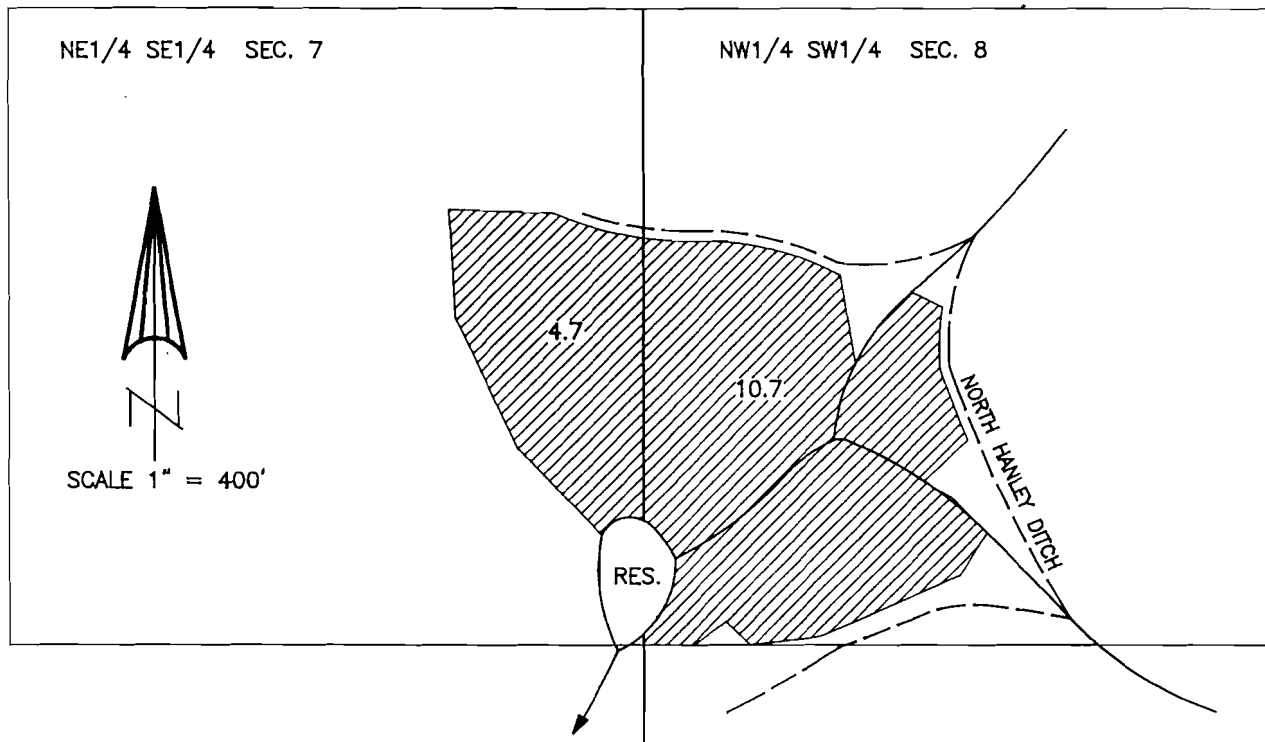 NE1/4 SE1/4 SEC. 7
NW1/4 SW1/4 SEC. 8
4.7
10.7
N
SCALE 1" = 400'
NORTH HANLEY DITCH
RES.